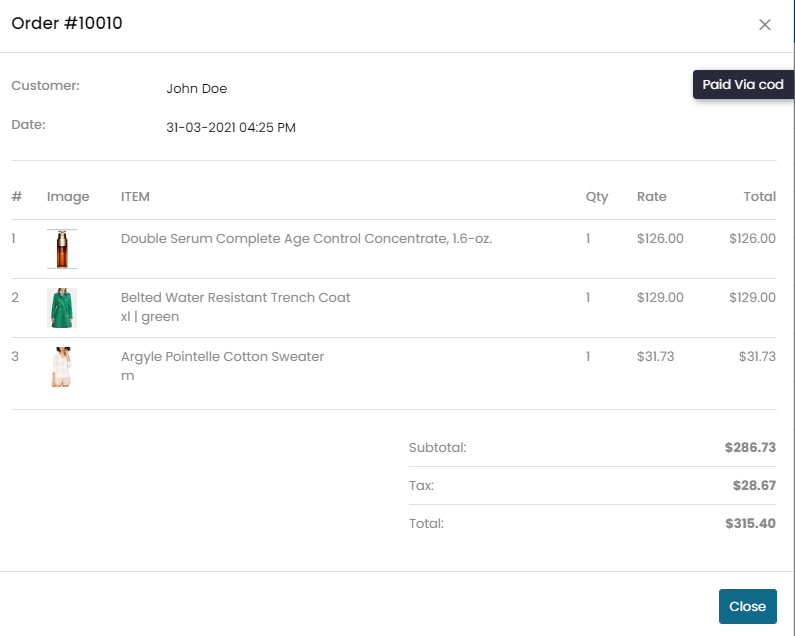 Order #10010
Customer: John Doe
Paid Via cod
Date: 31-03-2021 04:25 PM
# Image ITEM Qty Rate Total
1 Double Serum Complete Age Control Concentrate, 1.6-oz. 1 $126.00 $126.00
2 Belted Water Resistant Trench Coat 1 $129.00 $129.00
xl | green
3 Argyle Pointelle Cotton Sweater 1 $31.73 $31.73
m
Subtotal: $286.73
Tax: $28.67
Total: $315.40
Close